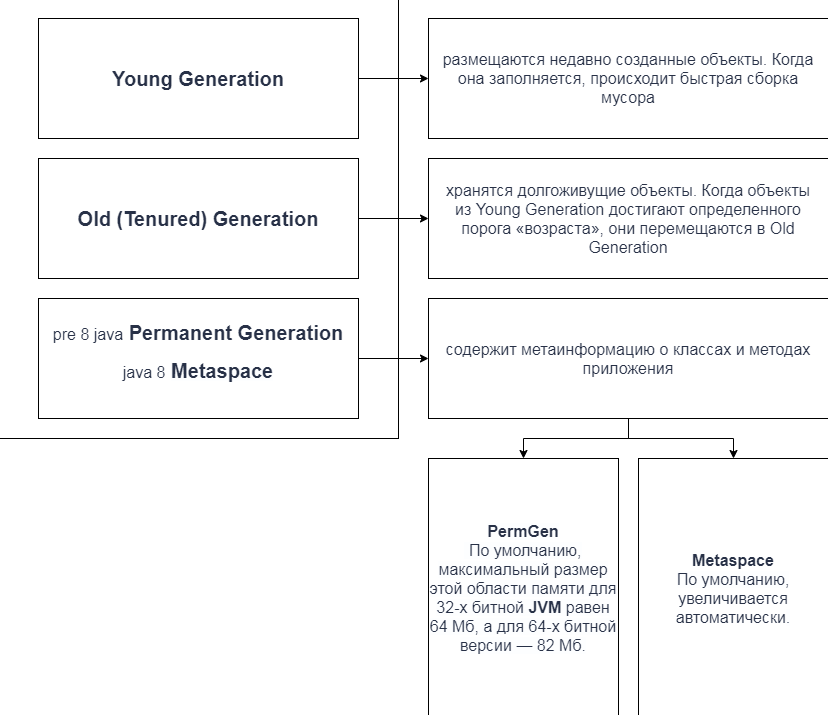 Young Generation
размещаются недавно созданные объекты. Когда
она заполняется, происходит быстрая сборка
мусора
Old (Tenured) Generation
хранятся долгоживущие объекты. Когда объекты
из Young Generation достигают определенного
порога «возраста», они перемещаются в Old
Generation
pre 8 java Permanent Generation
java 8 Metaspace
содержит метаинформацию о классах и методах
приложения
PermGen
По умолчанию,
максимальный размер
этой области памяти для
32-х битной JVM равен
64 Мб, а для 64-х битной
версии — 82 Мб.
Metaspace
По умолчанию,
увеличивается
автоматически.